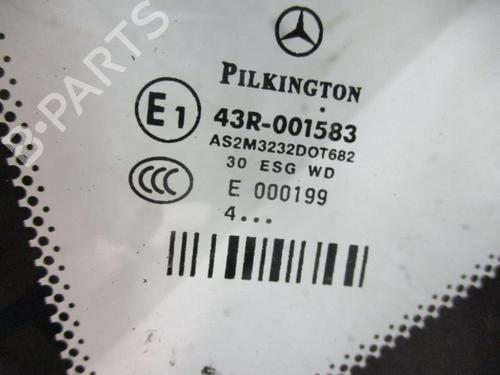 B-PARTS
PILKINGTON
E1
43R-001583
AS2M3232DOT682
30 ESG WD
CCC
E 000199
4...